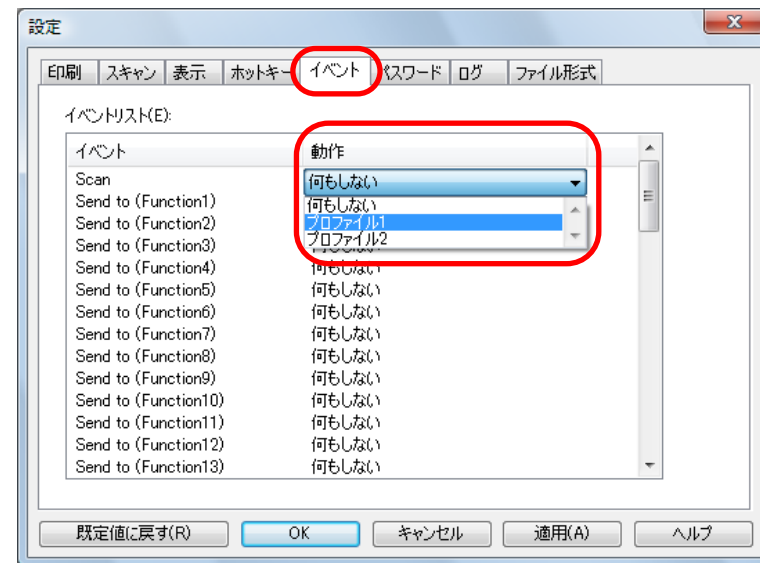 設定
印刷 スキャン 表示 ホットキー イベント パスワード ログ ファイル形式
イベントリスト(E):
イベント 動作
Scan 何もしない
Send to (Function1) 何もしない
Send to (Function2) プロファイル1
Send to (Function3) プロファイル2
Send to (Function4) 何もしない
Send to (Function5) 何もしない
Send to (Function6) 何もしない
Send to (Function7) 何もしない
Send to (Function8) 何もしない
Send to (Function9) 何もしない
Send to (Function10) 何もしない
Send to (Function11) 何もしない
Send to (Function12) 何もしない
Send to (Function13) 何もしない
既定値に戻す(R) OK キャンセル 適用(A) ヘルプ